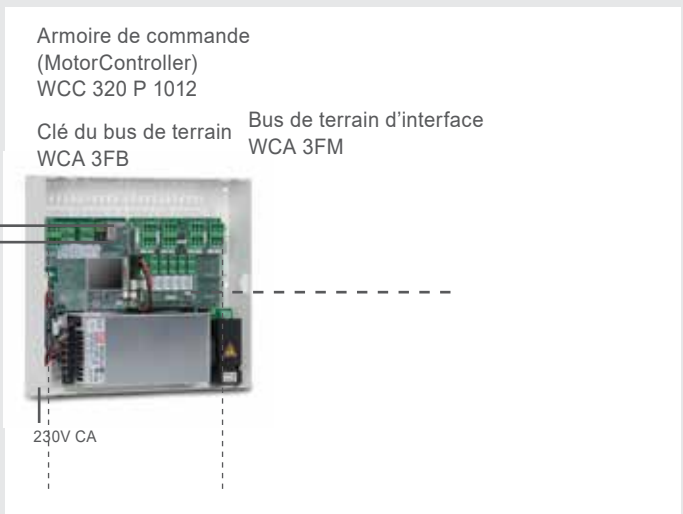 Armoire de commande
(MotorController)
WCC 320 P 1012
Clé du bus de terrain
WCA 3FB
Bus de terrain d’interface
WCA 3FM
230V CA